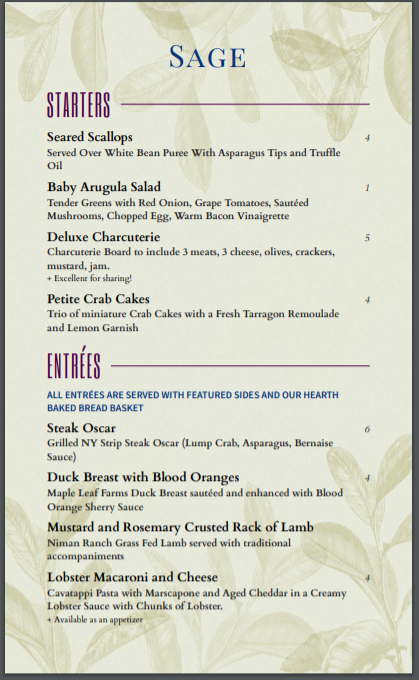 SAGE
STARTERS
Seared Scallops 4
Served Over White Bean Puree With Asparagus Tips and Truffle
Oil
Baby Arugula Salad 1
Tender Greens with Red Onion, Grape Tomatoes, Sautéed
Mushrooms, Chopped Egg, Warm Bacon Vinaigrette
Deluxe Charcuterie 5
Charcuterie Board to include 3 meats, 3 cheese, olives, crackers,
mustard, jam.
+ Excellent for sharing!
Petite Crab Cakes 4
Trio of miniature Crab Cakes with a Fresh Tarragon Remoulade
and Lemon Garnish
ENTRÉES
ALL ENTRÉES ARE SERVED WITH FEATURED SIDES AND OUR HEARTH
BAKED BREAD BASKET
Steak Oscar 6
Grilled NY Strip Steak Oscar (Lump Crab, Asparagus, Bernaise
Sauce)
Duck Breast with Blood Oranges 4
Maple Leaf Farms Duck Breast sautéed and enhanced with Blood
Orange Sherry Sauce
Mustard and Rosemary Crusted Rack of Lamb
Niman Ranch Grass Fed Lamb served with traditional
accompaniments
Lobster Macaroni and Cheese 4
Cavatappi Pasta with Marscapone and Aged Cheddar in a Creamy
Lobster Sauce with Chunks of Lobster.
+ Available as an appetizer